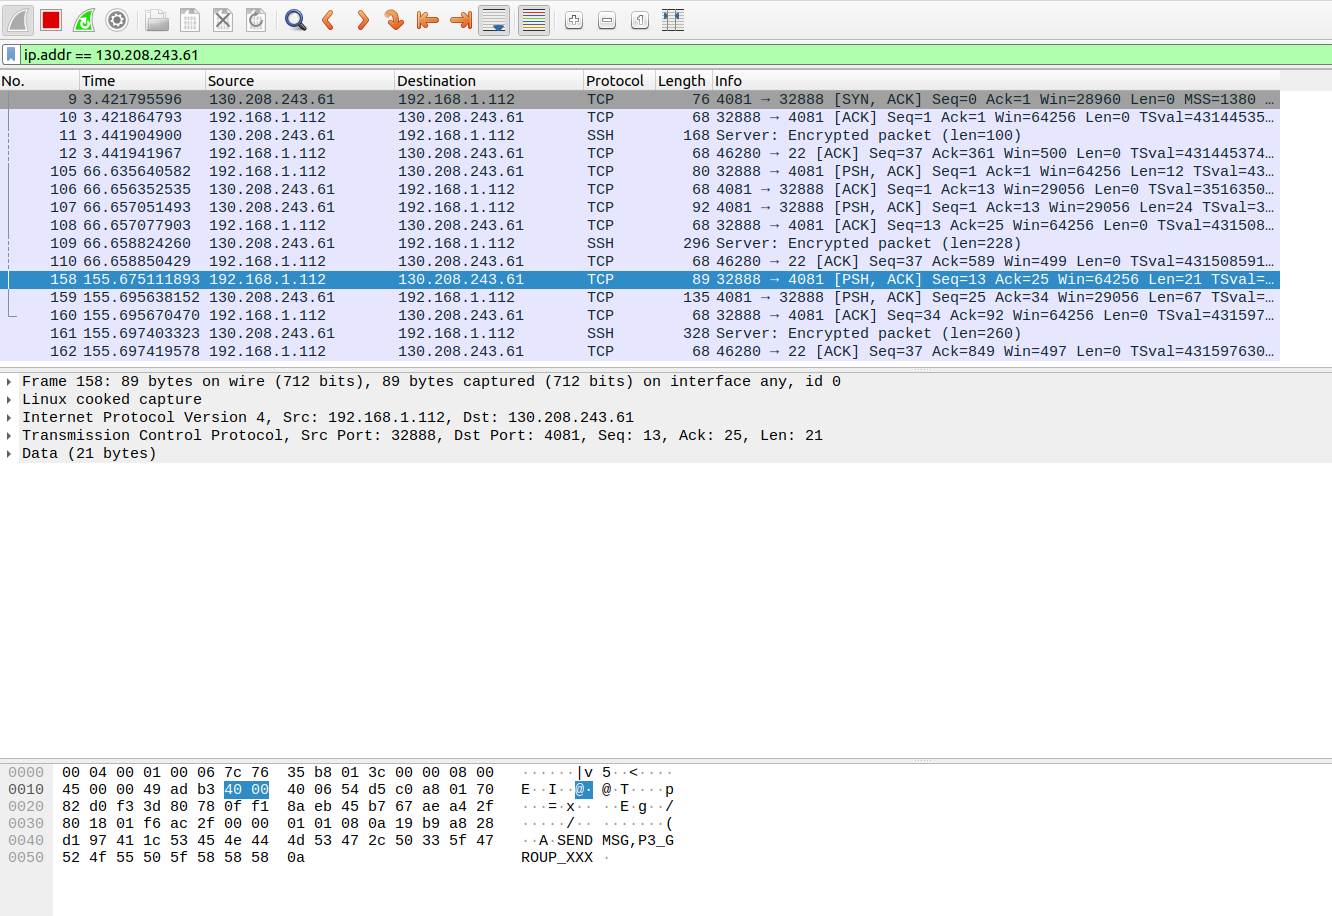 ip.addr == 130.208.243.61
No. Time Source Destination Protocol Length Info
9 3.421795596 130.208.243.61 192.168.1.112 TCP 76 4081 → 32888 [SYN, ACK] Seq=0 Ack=1 Win=28960 Len=0 MSS=1380 …
10 3.421864793 192.168.1.112 130.208.243.61 TCP 68 32888 → 4081 [ACK] Seq=1 Ack=1 Win=64256 Len=0 TSval=43144535…
11 3.441904900 130.208.243.61 192.168.1.112 SSH 168 Server: Encrypted packet (len=100)
12 3.441941967 192.168.1.112 130.208.243.61 TCP 68 46280 → 22 [ACK] Seq=37 Ack=361 Win=500 Len=0 TSval=431445374…
105 66.635640582 192.168.1.112 130.208.243.61 TCP 80 32888 → 4081 [PSH, ACK] Seq=1 Ack=1 Win=64256 Len=12 TSval=43…
106 66.656352535 130.208.243.61 192.168.1.112 TCP 68 4081 → 32888 [ACK] Seq=1 Ack=13 Win=29056 Len=0 TSval=3516350…
107 66.657051493 130.208.243.61 192.168.1.112 TCP 92 4081 → 32888 [PSH, ACK] Seq=1 Ack=13 Win=29056 Len=24 TSval=3…
108 66.657077903 192.168.1.112 130.208.243.61 TCP 68 32888 → 4081 [ACK] Seq=13 Ack=25 Win=64256 Len=0 TSval=431508…
109 66.658824260 130.208.243.61 192.168.1.112 SSH 296 Server: Encrypted packet (len=228)
110 66.658850429 192.168.1.112 130.208.243.61 TCP 68 46280 → 22 [ACK] Seq=37 Ack=589 Win=499 Len=0 TSval=431508591…
158 155.675111893 192.168.1.112 130.208.243.61 TCP 89 32888 → 4081 [PSH, ACK] Seq=13 Ack=25 Win=64256 Len=21 TSval=…
159 155.695638152 130.208.243.61 192.168.1.112 TCP 135 4081 → 32888 [PSH, ACK] Seq=25 Ack=34 Win=29056 Len=67 TSval=…
160 155.695670470 192.168.1.112 130.208.243.61 TCP 68 32888 → 4081 [ACK] Seq=34 Ack=92 Win=64256 Len=0 TSval=431597…
161 155.697403323 130.208.243.61 192.168.1.112 SSH 328 Server: Encrypted packet (len=260)
162 155.697419578 192.168.1.112 130.208.243.61 TCP 68 46280 → 22 [ACK] Seq=37 Ack=849 Win=497 Len=0 TSval=431597630…
Frame 158: 89 bytes on wire (712 bits), 89 bytes captured (712 bits) on interface any, id 0
Linux cooked capture
Internet Protocol Version 4, Src: 192.168.1.112, Dst: 130.208.243.61
Transmission Control Protocol, Src Port: 32888, Dst Port: 4081, Seq: 13, Ack: 25, Len: 21
Data (21 bytes)
0000 00 04 00 01 00 06 7c 76 35 b8 01 3c 00 00 08 00 ······|v 5··<····
0010 45 00 00 49 ad b3 40 00 40 06 54 d5 c0 a8 01 70 E··I··@· @·T····p
0020 82 d0 f3 3d 80 78 0f f1 8a eb 45 b7 67 ae a4 2f ···=·x·· ··E·g··/
0030 80 18 01 f6 ac 2f 00 00 01 01 08 0a 19 b9 a8 28 ·····/·· ·······(
0040 d1 97 41 1c 53 45 4e 44 4d 53 47 2c 50 33 5f 47 ··A·SEND MSG,P3_G
0050 52 4f 55 50 5f 58 58 58 0a ROUP_XXX ·